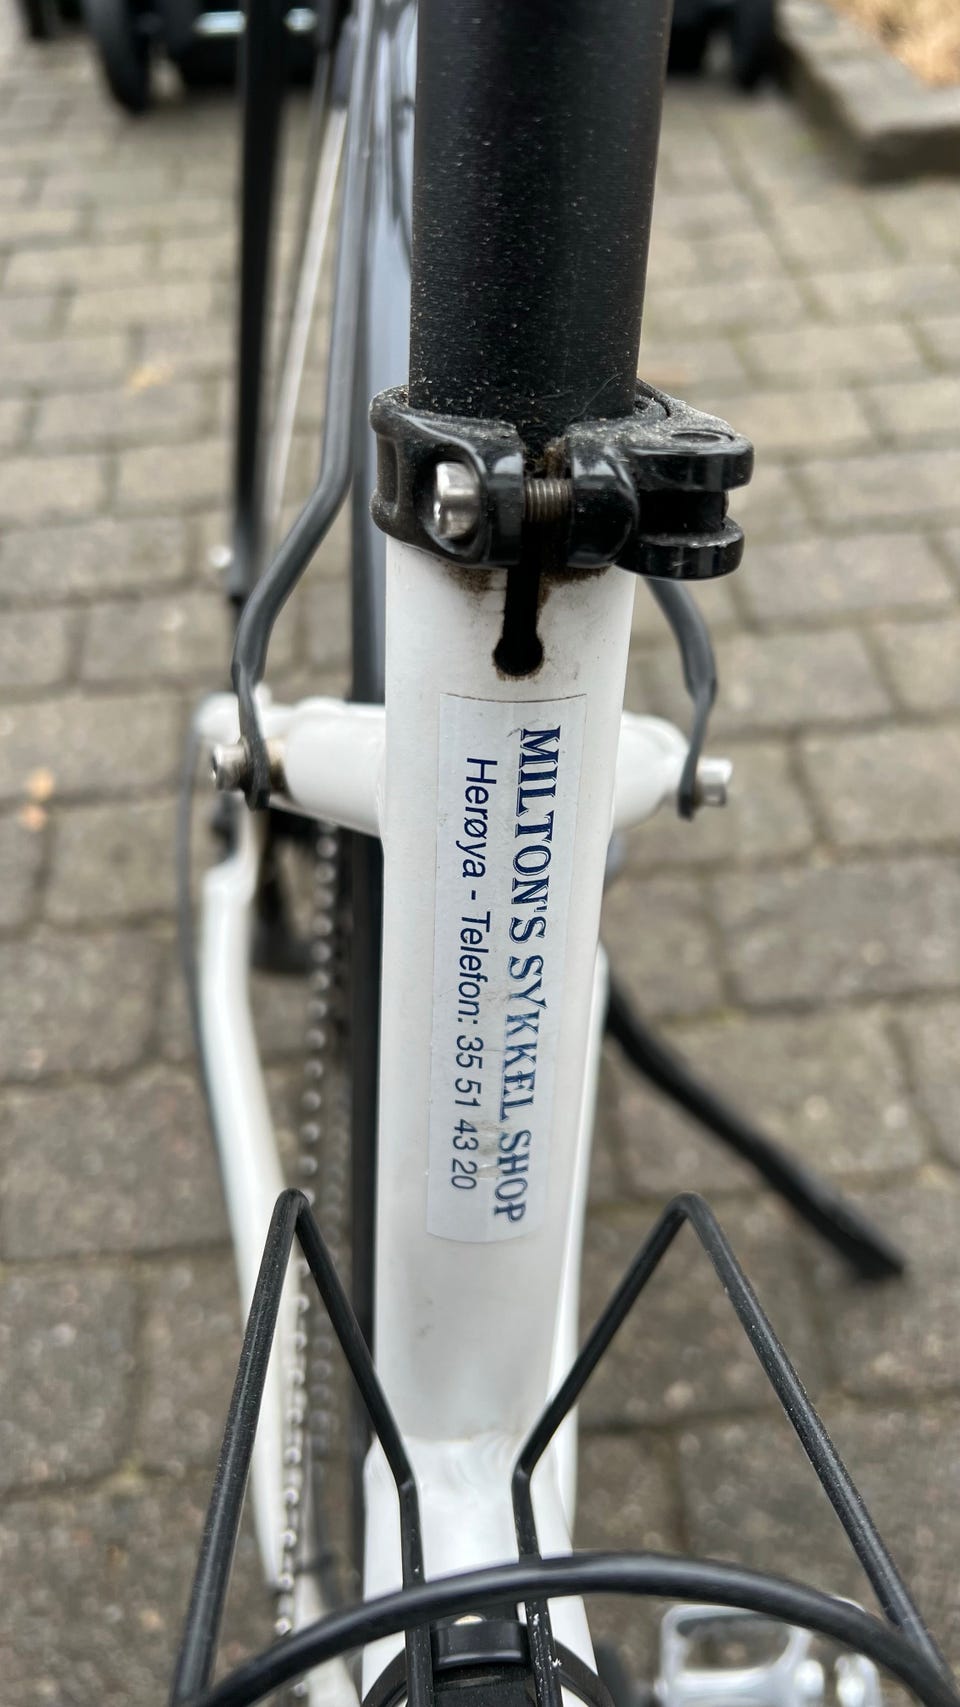 MILTON'S SYKKEL SHOP
Herøya - Telefon: 35 51 43 20